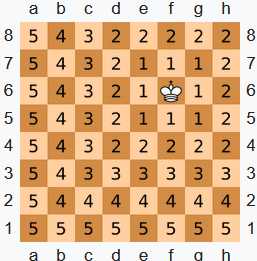 a b c d e f g h
8 5 4 3 2 2 2 2 2 8
7 5 4 3 2 1 1 1 2 7
6 5 4 3 2 1 1 2 6
5 5 4 3 2 1 1 1 2 5
4 5 4 3 2 2 2 2 2 4
3 5 4 3 3 3 3 3 3 3
2 5 4 4 4 4 4 4 4 2
1 5 5 5 5 5 5 5 5 1
a b c d e f g h